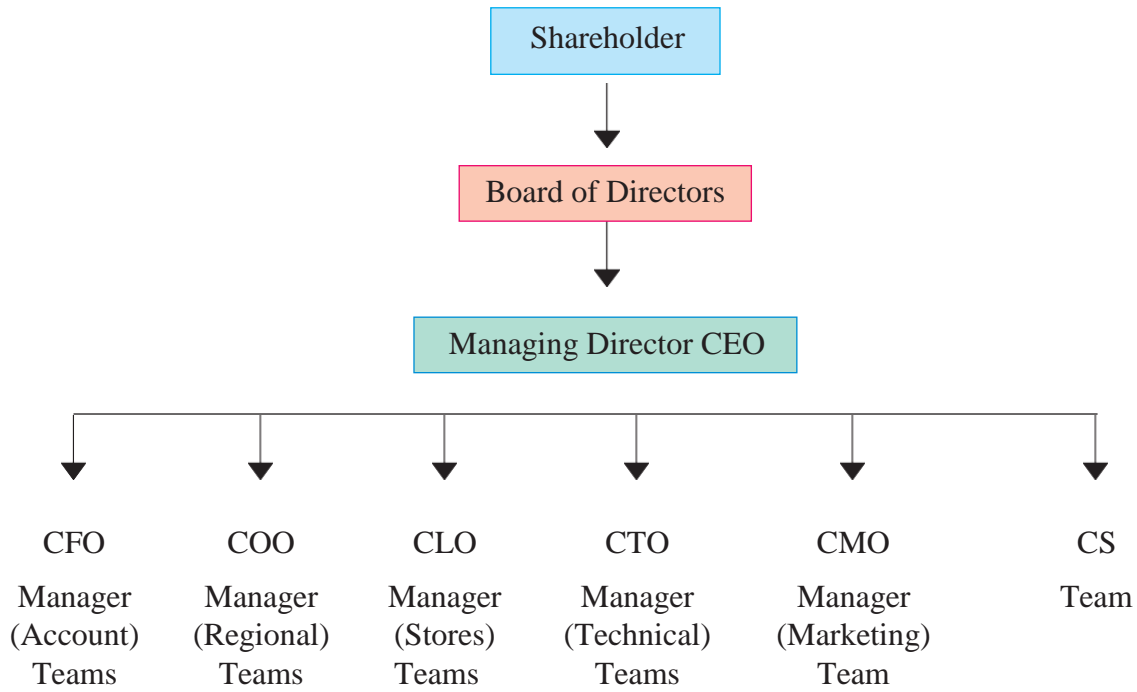 Shareholder
Board of Directors
Managing Director CEO
CFO COO CLO CTO CMO CS
Manager Manager Manager Manager Manager Team
(Account) (Regional) (Stores) (Technical) (Marketing)
Teams Teams Teams Teams Team